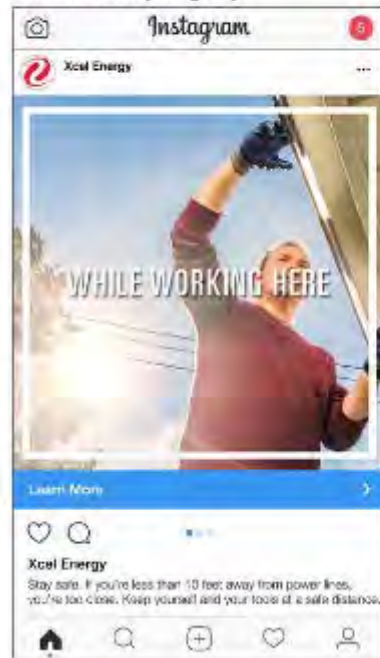 Instagram
5
Xcel Energy
WHILE WORKING HERE
Learn More
Xcel Energy
Stay safe. If you're less than 10 feet away from power lines,
you're too close. Keep yourself and your tools at a safe distance.